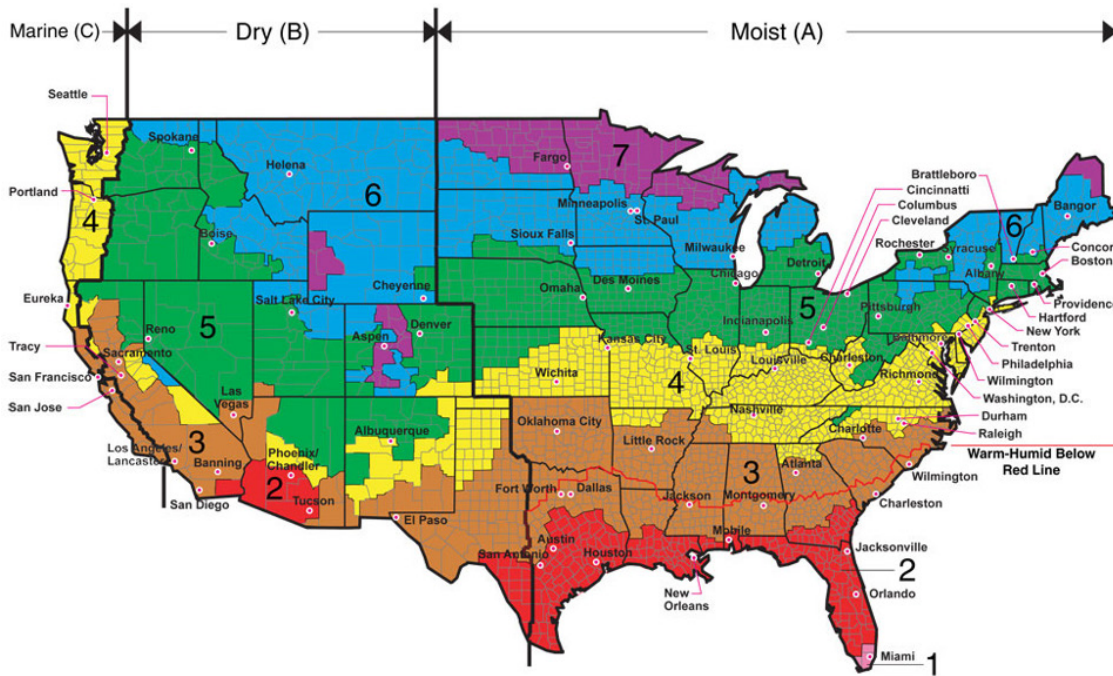 Marine (C)
Dry (B)
Moist (A)
Seattle
Spokane
Helena
6
Fargo
7
Brattleboro
Cincinnatti
Columbus
Cleveland
Portland
4
Minneapolis
St. Paul
6
Bangor
Boise
Sioux Falls
Milwaukee
Rochester
Syracuse
Concor
Boston
Detroit
Albany
Eureka
Salt Lake City
Cheyenne
Omaha
Des Moines
Chicago
Providence
Hartford
Reno
5
Aspen
Denver
Indianapolis
5
Pittsburgh
New York
Trenton
Tracy
Sacramento
Kansas City
St. Louis
Louisville
Charleston
Baltimore
Philadelphia
San Francisco
Las
Vegas
Wichita
4
Richmond
Wilmington
San Jose
Washington, D.C.
Nashville
Durham
3
Albuquerque
Oklahoma City
Little Rock
Charlotte
Raleigh
Los Angeles/
Lancaster
Banning
Phoenix/
Chandler
3
Atlanta
Warm-Humid Below
Red Line
2
Wilmington
San Diego
Tucson
El Paso
Fort Worth
Dallas
Jackson
Montgomery
Charleston
Mobile
Austin
San Antonio
Houston
Jacksonville
2
New
Orleans
Orlando
Miami
1